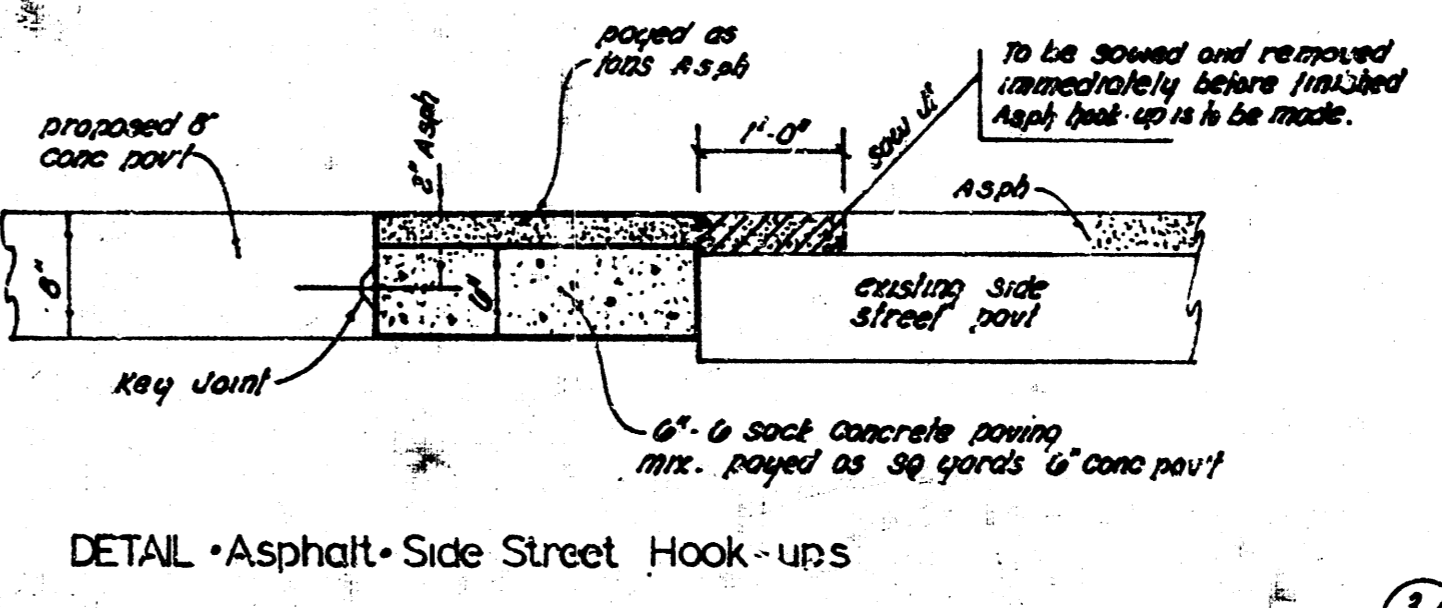 payed as
tons Asph
To be sawed and removed
immediately before finished
Asph hook-up is to be made.
proposed 8"
conc pav't
2" Asph
1'-0"
saw jt
Asph
8"
6"
existing side
street pavt
Key Joint
6"- 6 sack concrete paving
mix. payed as sq yards 6" conc pav't
DETAIL • Asphalt • Side Street Hook-ups